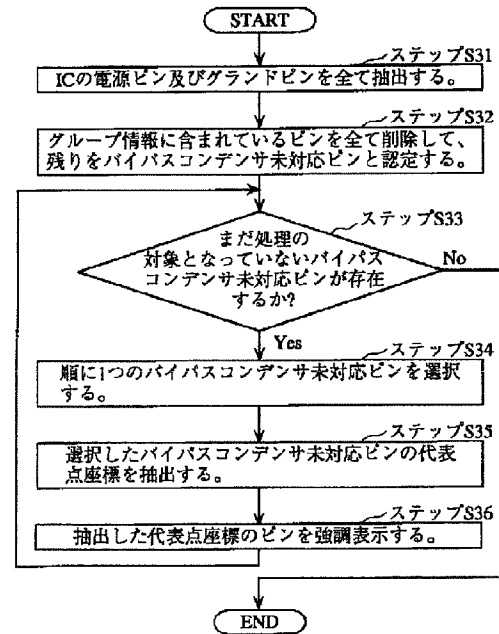 START
ステップS31
ICの電源ピン及びグランドピンを全て抽出する。
ステップS32
グループ情報に含まれているピンを全て削除して、
残りをバイパスコンデンサ未対応ピンと認定する。
ステップS33
まだ処理の
対象となっていないバイパス
コンデンサ未対応ピンが存在
するか?
No
Yes
ステップS34
順に1つのバイパスコンデンサ未対応ピンを選択
する。
ステップS35
選択したバイパスコンデンサ未対応ピンの代表
点座標を抽出する。
ステップS36
抽出した代表点座標のピンを強調表示する。
END